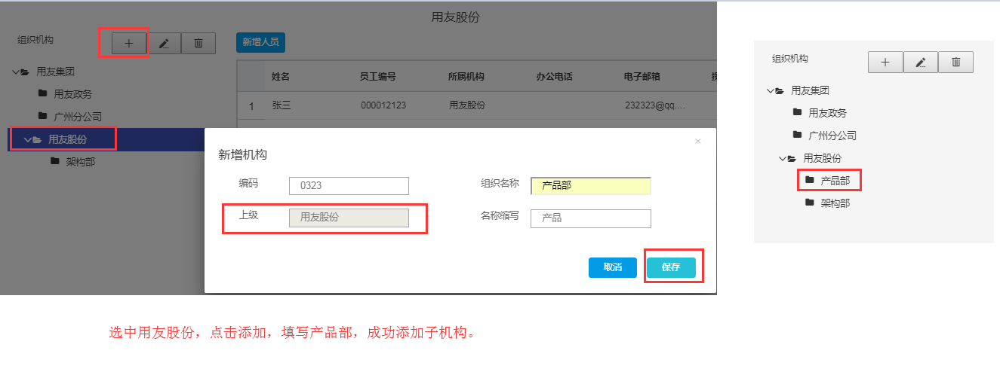 用友股份
组织机构
新增人员
用友集团
用友政务
广州分公司
用友股份
架构部
姓名 员工编号 所属机构 办公电话 电子邮箱
1 张三 000012123 用友股份 232323@qq....
新增机构
×
编码 0323 组织名称 产品部
上级 用友股份 名称缩写 产品
取消 保存
组织机构
用友集团
用友政务
广州分公司
用友股份
产品部
架构部
选中用友股份，点击添加，填写产品部，成功添加子机构。